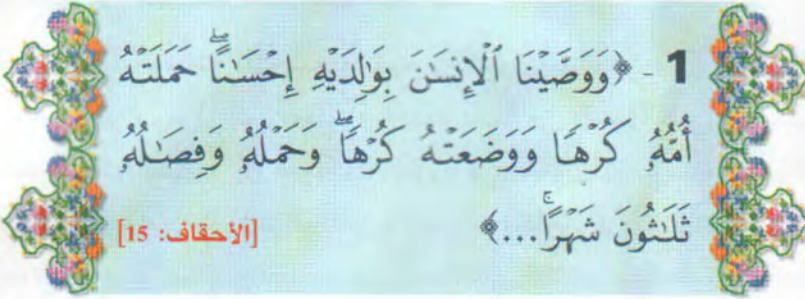 1 - ﴿وَوَصَّيْنَا ٱلْإِنسَٰنَ بِوَٰلِدَيْهِ إِحْسَٰنًاۖ حَمَلَتْهُ
أُمُّهُۥ كُرْهًا وَوَضَعَتْهُ كُرْهًاۖ وَحَمْلُهُۥ وَفِصَٰلُهُۥ
ثَلَٰثُونَ شَهْرًاۚ...﴾ [الأحقاف: 15]